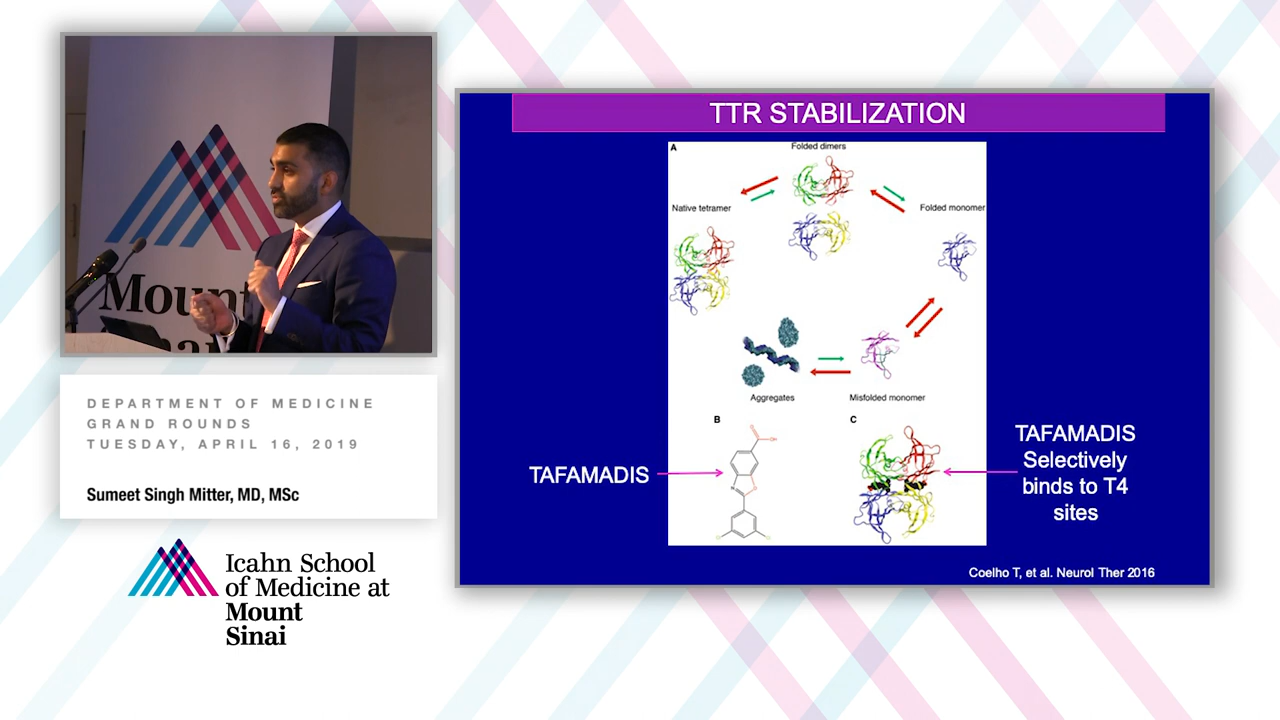 Mount
DEPARTMENT OF MEDICINE
GRAND ROUNDS
TUESDAY, APRIL 16, 2019
Sumeet Singh Mitter, MD, MSc
Icahn School
of Medicine at
Mount
Sinai
TTR STABILIZATION
A
Folded dimers
Native tetramer
Folded monomer
Aggregates
Misfolded monomer
B
C
TAFAMADIS
TAFAMADIS
Selectively
binds to T4
sites
Coelho T, et al. Neurol Ther 2016